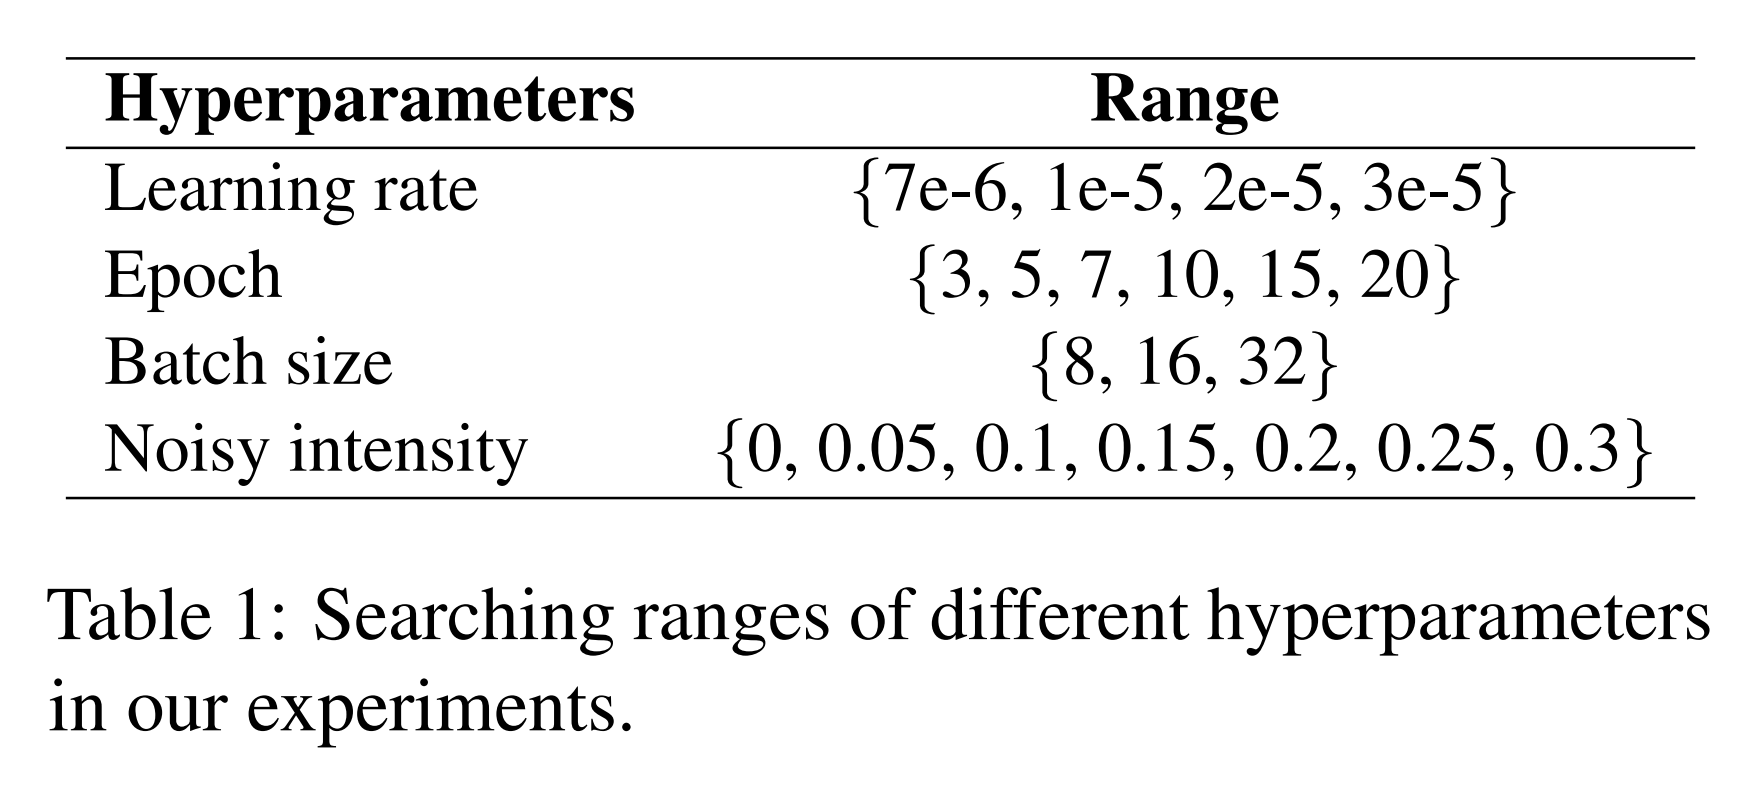 Hyperparameters Range
Learning rate {7e-6, 1e-5, 2e-5, 3e-5}
Epoch {3, 5, 7, 10, 15, 20}
Batch size {8, 16, 32}
Noisy intensity {0, 0.05, 0.1, 0.15, 0.2, 0.25, 0.3}
Table 1: Searching ranges of different hyperparameters
in our experiments.